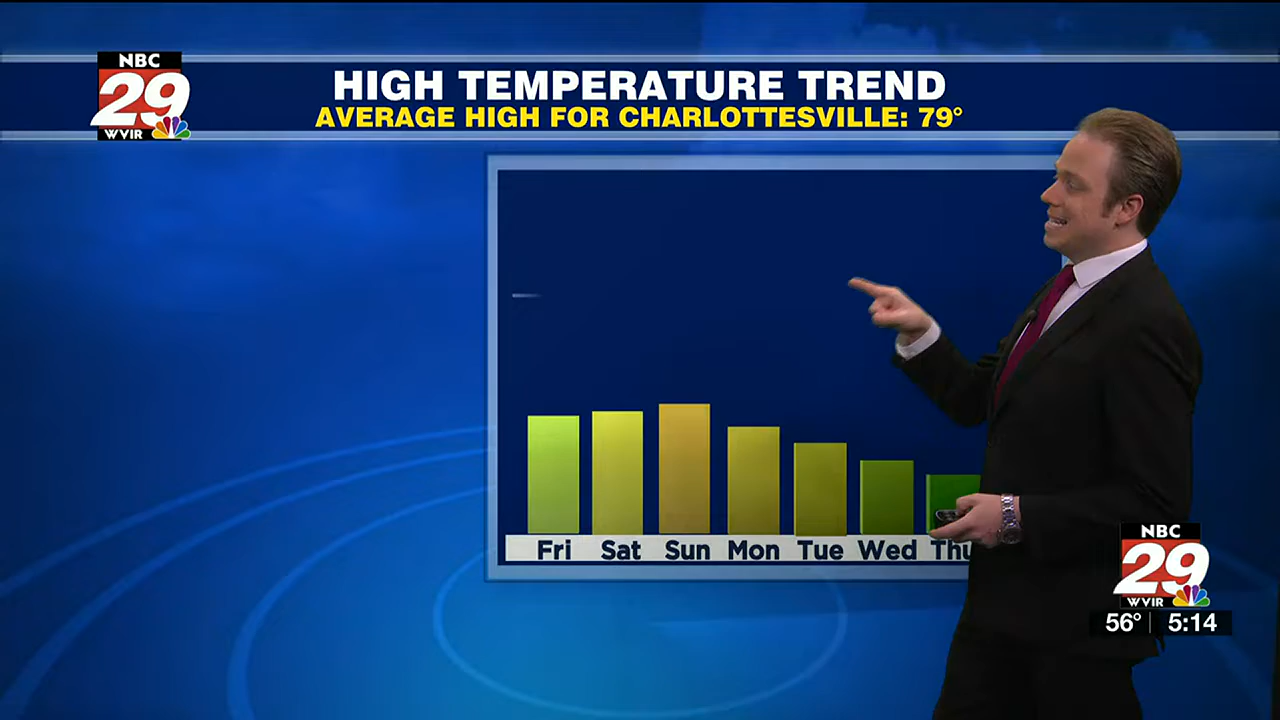 NBC
29
WVIR
HIGH TEMPERATURE TREND
AVERAGE HIGH FOR CHARLOTTESVILLE: 79°
Fri Sat Sun Mon Tue Wed Thu
NBC
29
WVIR
56° 5:14